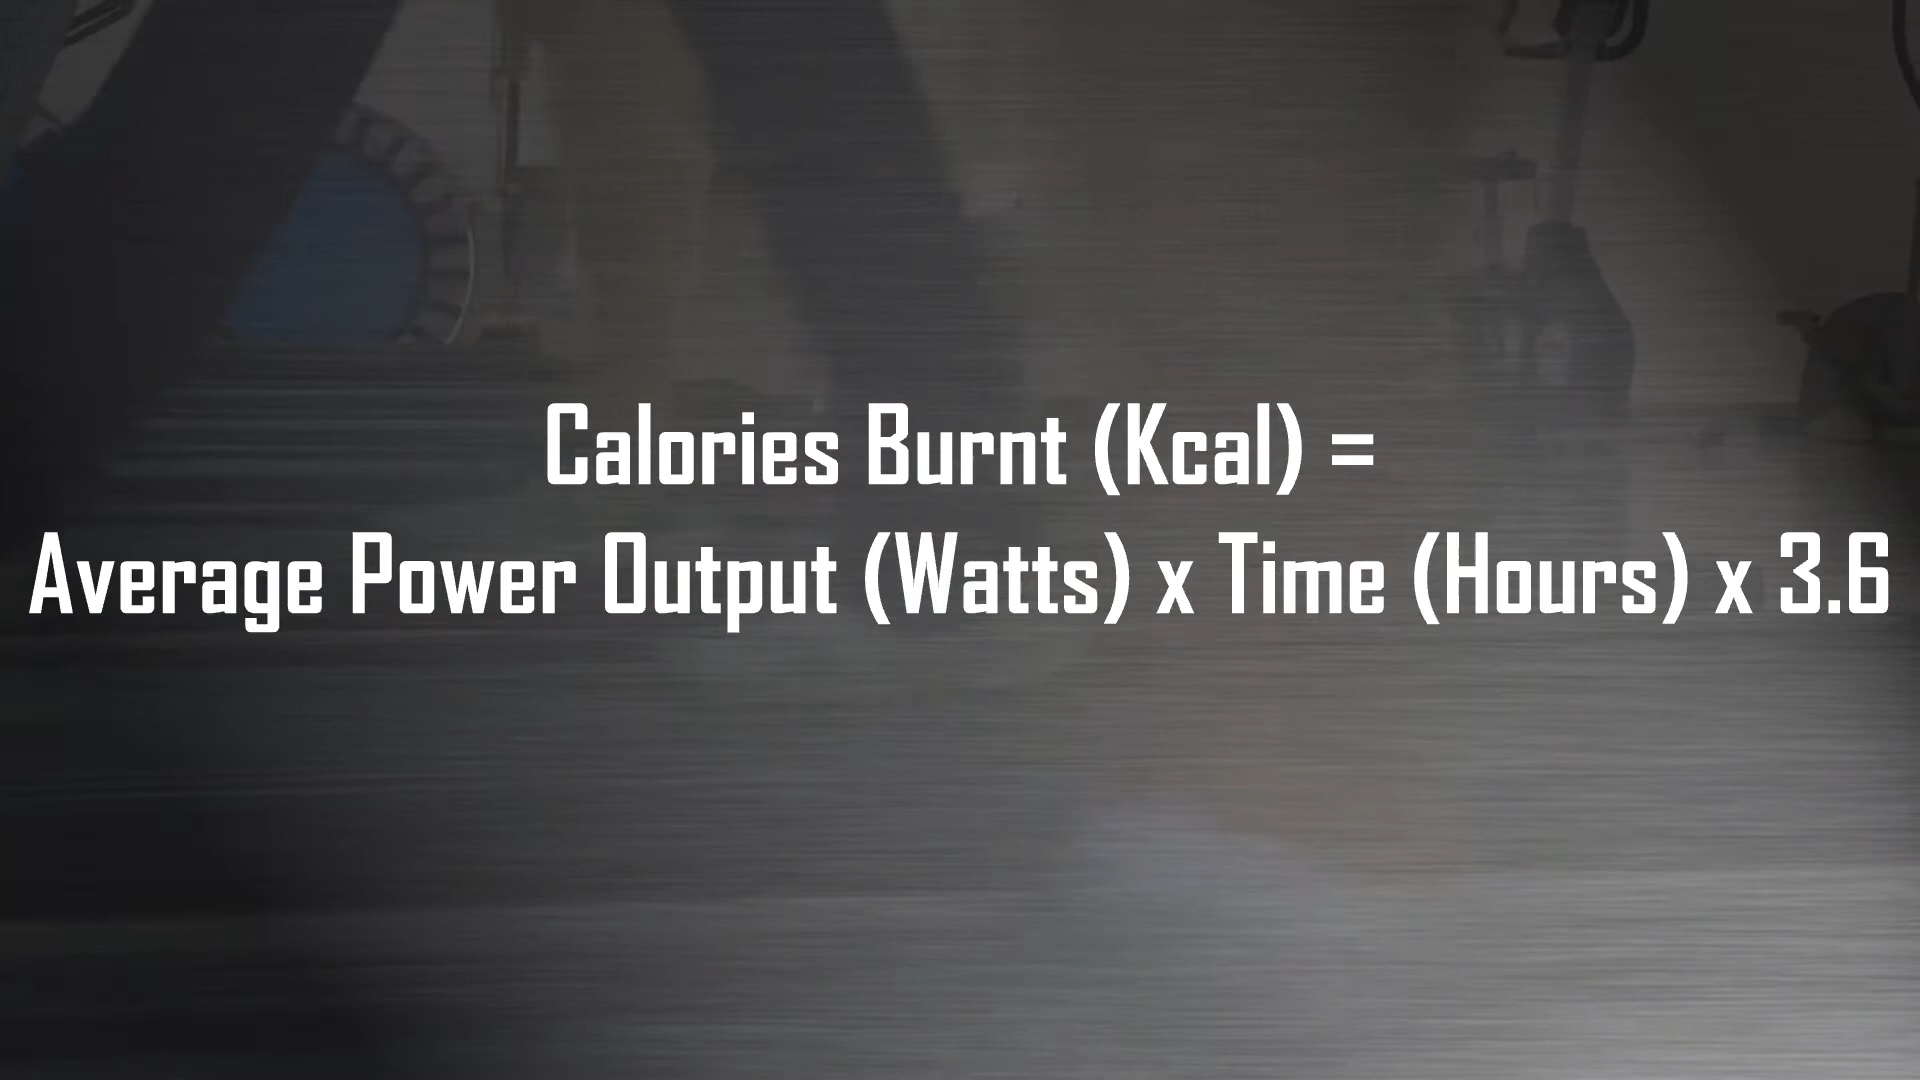 Calories Burnt (Kcal) =
Average Power Output (Watts) x Time (Hours) x 3.6